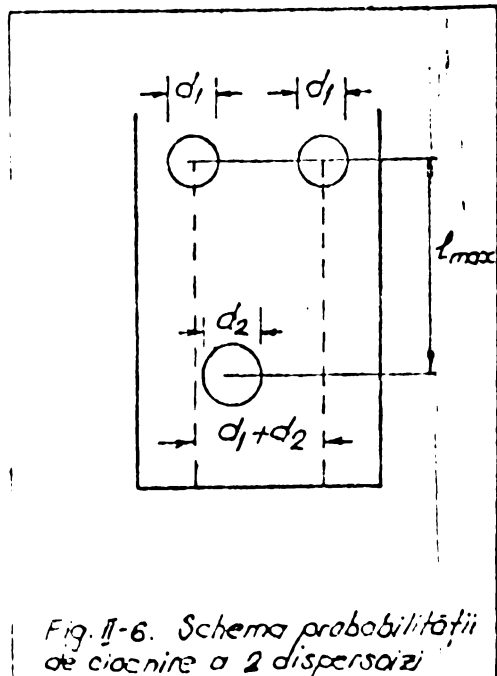 d₁ d₁
lmax
d₂
d₁+d₂
Fig. II-6. Schema probabilității
de ciocnire a 2 dispersoizi